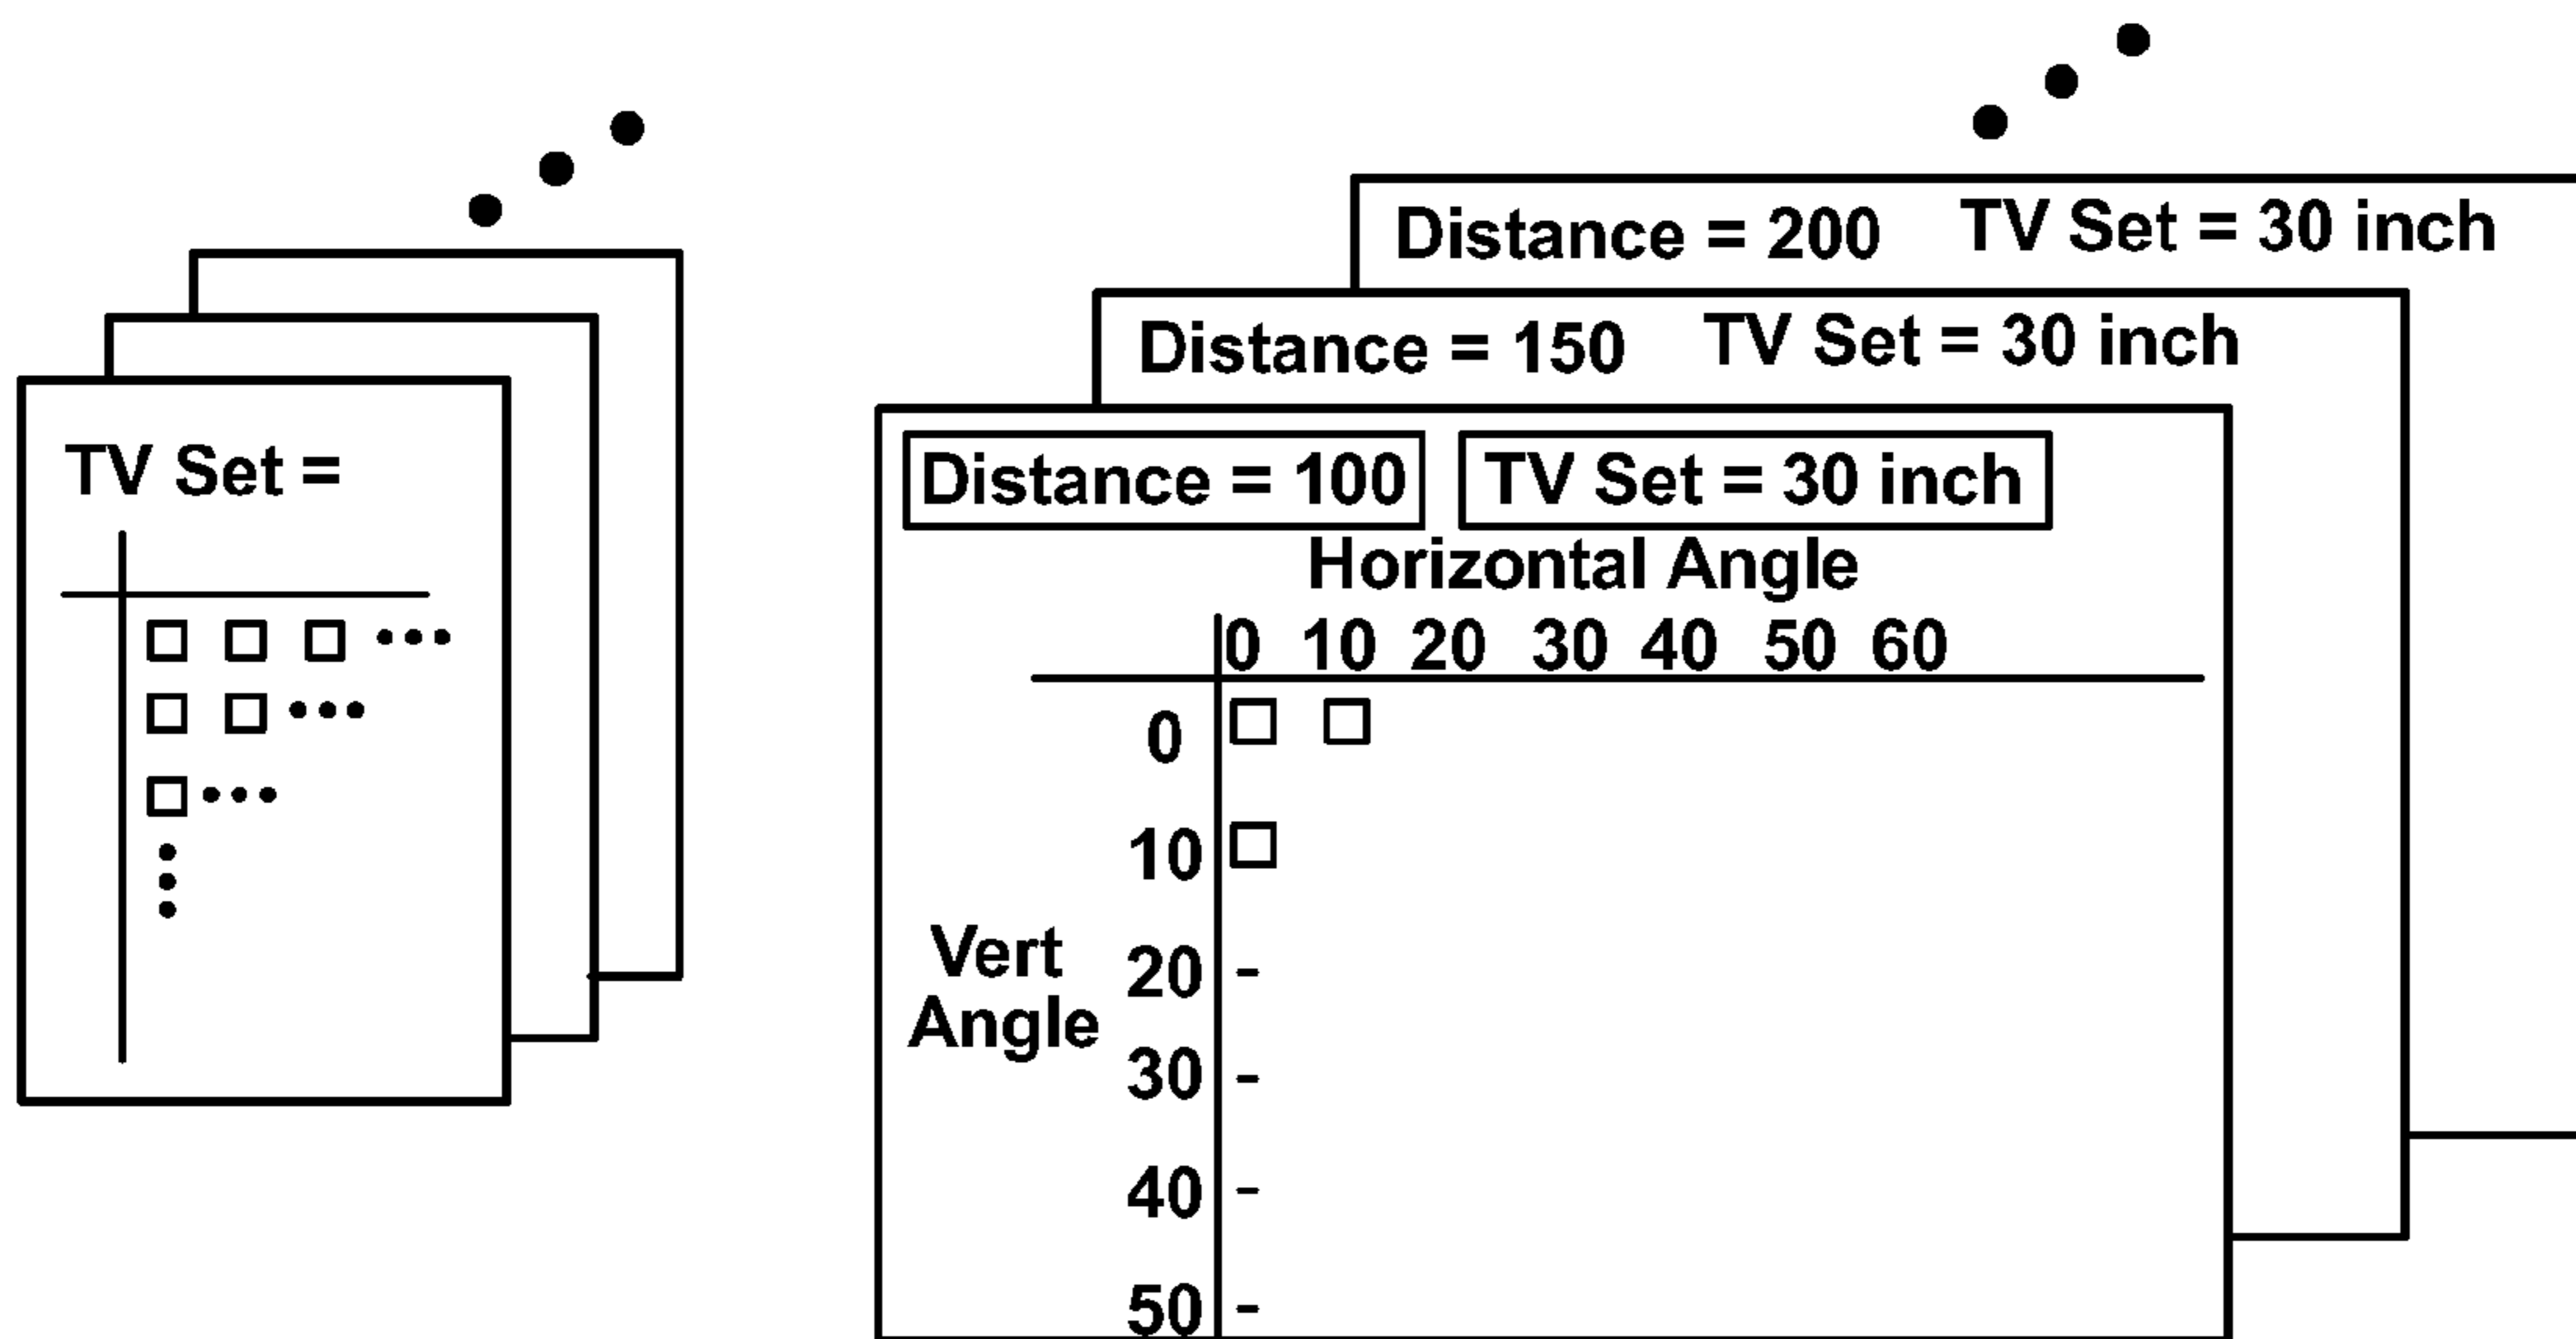 TV Set =
Distance = 200 TV Set = 30 inch
Distance = 150 TV Set = 30 inch
Distance = 100 TV Set = 30 inch
Horizontal Angle
0 10 20 30 40 50 60
0
10
Vert
Angle
20 -
30 -
40 -
50 -